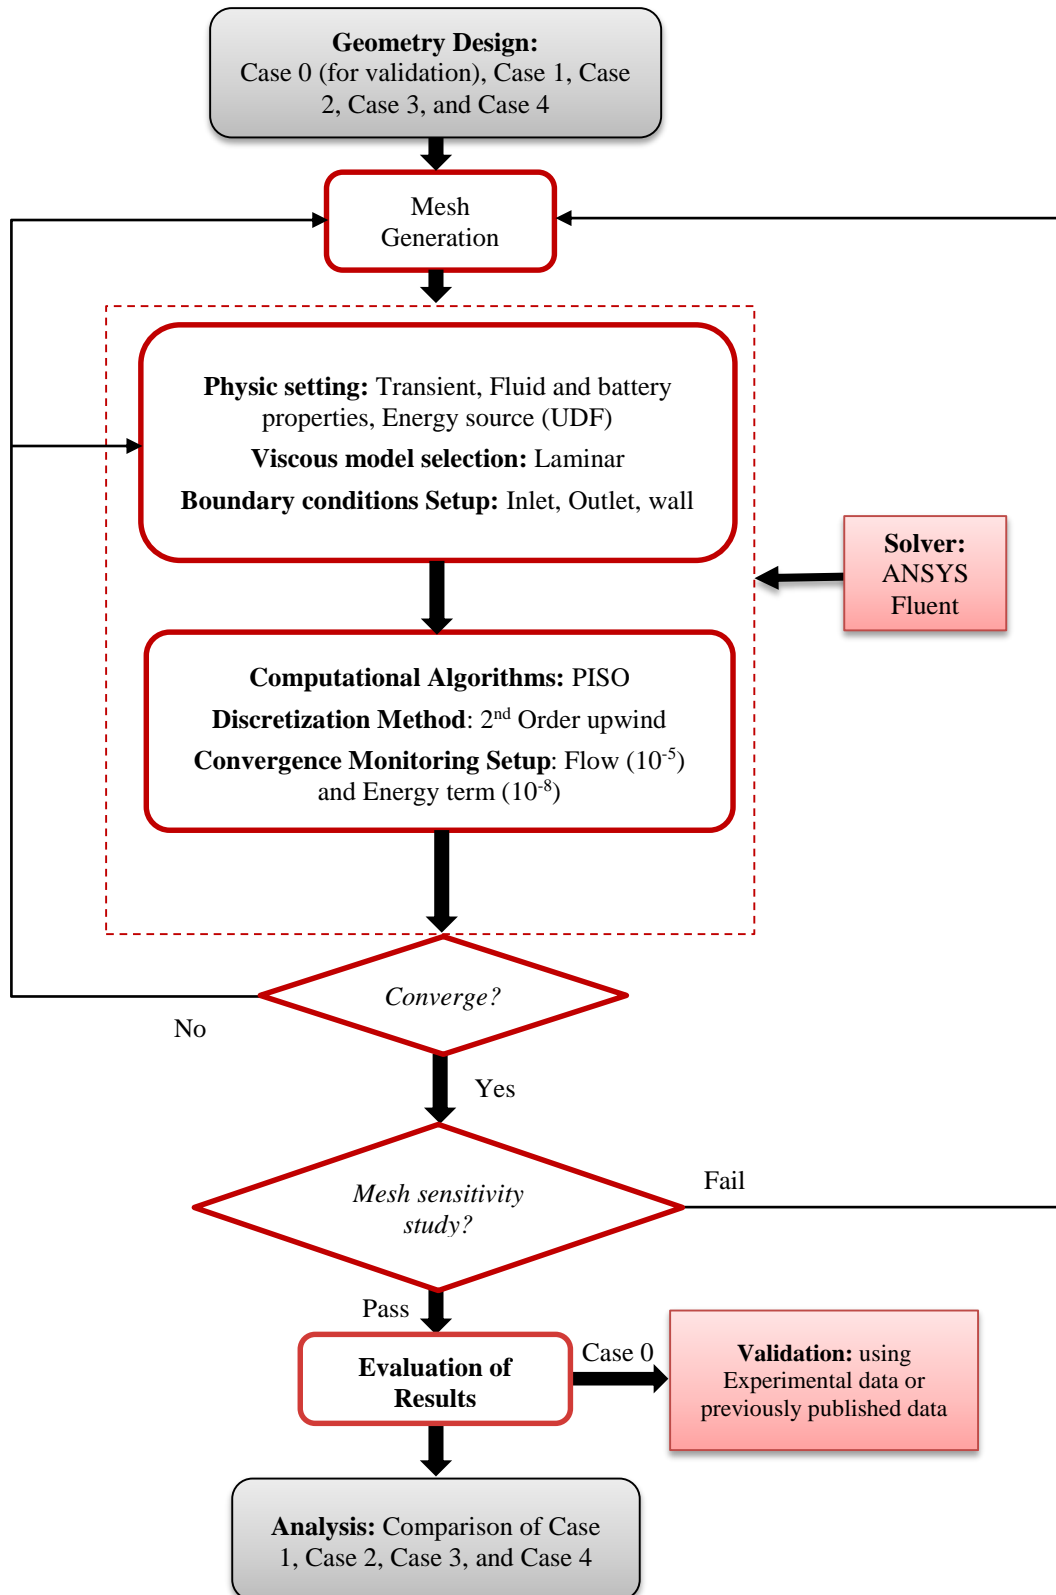 Geometry Design:
Case 0 (for validation), Case 1, Case
2, Case 3, and Case 4
Mesh
Generation
Physic setting: Transient, Fluid and battery
properties, Energy source (UDF)
Viscous model selection: Laminar
Boundary conditions Setup: Inlet, Outlet, wall
Solver:
ANSYS
Fluent
Computational Algorithms: PISO
Discretization Method: 2nd Order upwind
Convergence Monitoring Setup: Flow (10-5)
and Energy term (10-8)
Converge?
No
Yes
Mesh sensitivity
study?
Fail
Pass
Evaluation of
Results
Case 0
Validation: using
Experimental data or
previously published data
Analysis: Comparison of Case
1, Case 2, Case 3, and Case 4